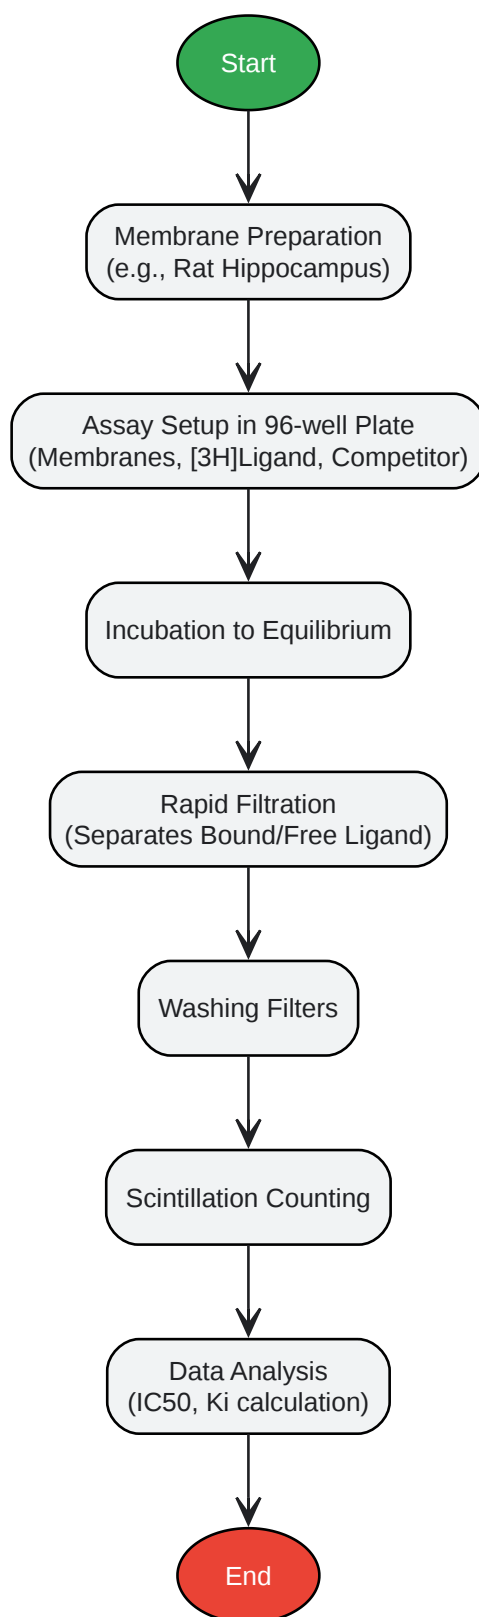 Start
Membrane Preparation
(e.g., Rat Hippocampus)
Assay Setup in 96-well Plate
(Membranes, [3H]Ligand, Competitor)
Incubation to Equilibrium
Rapid Filtration
(Separates Bound/Free Ligand)
Washing Filters
Scintillation Counting
Data Analysis
(IC50, Ki calculation)
End